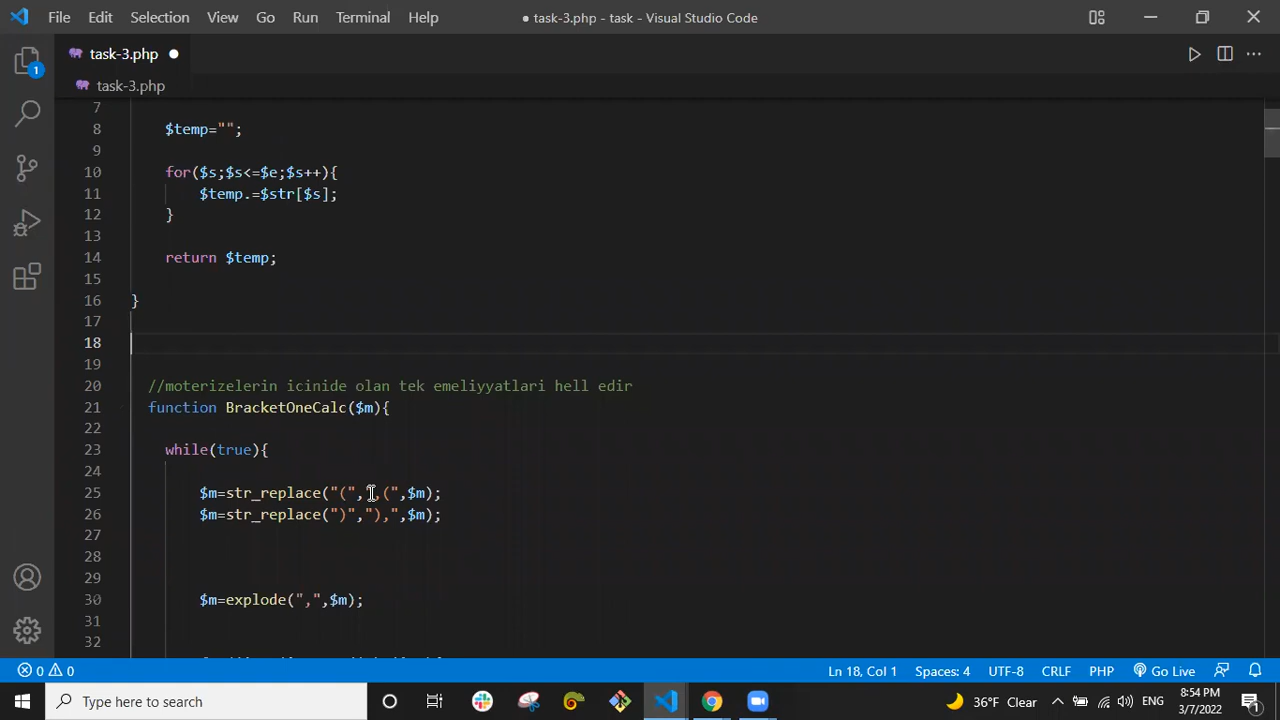 File Edit Selection View Go Run Terminal Help ● task-3.php - task - Visual Studio Code
task-3.php ●
1
task-3.php
7
8 $temp="";
9
10 for($s;$s<=$e;$s++){
11 $temp.=$str[$s];
12 }
13
14 return $temp;
15
16 }
17
18
19
20 //moterizelerin icinide olan tek emeliyyatlari hell edir
21 function BracketOneCalc($m){
22
23 while(true){
24
25 $m=str_replace("(",",(",$m);
26 $m=str_replace(")","),",$m);
27
28
29
30 $m=explode(",",$m);
31
32
0 0 Ln 18, Col 1 Spaces: 4 UTF-8 CRLF PHP Go Live
Type here to search 36°F Clear ENG 8:54 PM
3/7/2022 1